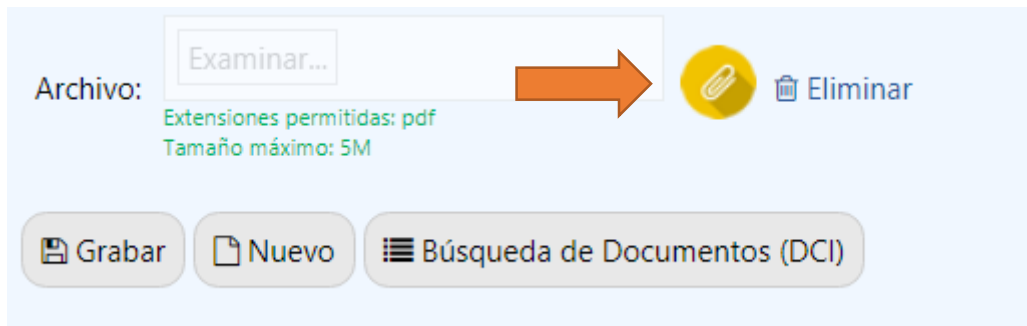 Examinar...
Archivo:
Eliminar
Extensiones permitidas: pdf
Tamaño máximo: 5M
Grabar Nuevo Búsqueda de Documentos (DCI)